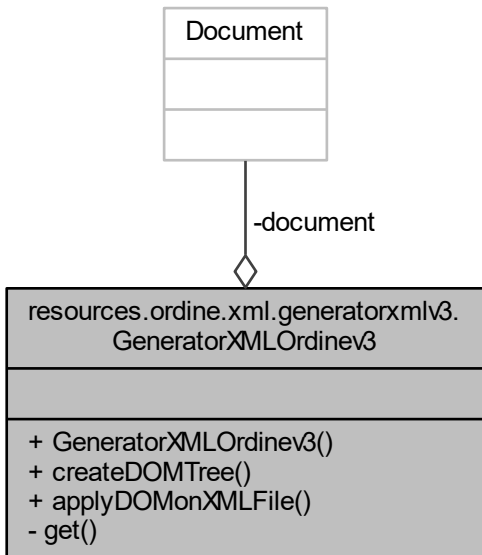 Document
-document
resources.ordine.xml.generatorxmlv3.
GeneratorXMLOrdinev3
+ GeneratorXMLOrdinev3()
+ createDOMTree()
+ applyDOMonXMLFile()
- get()